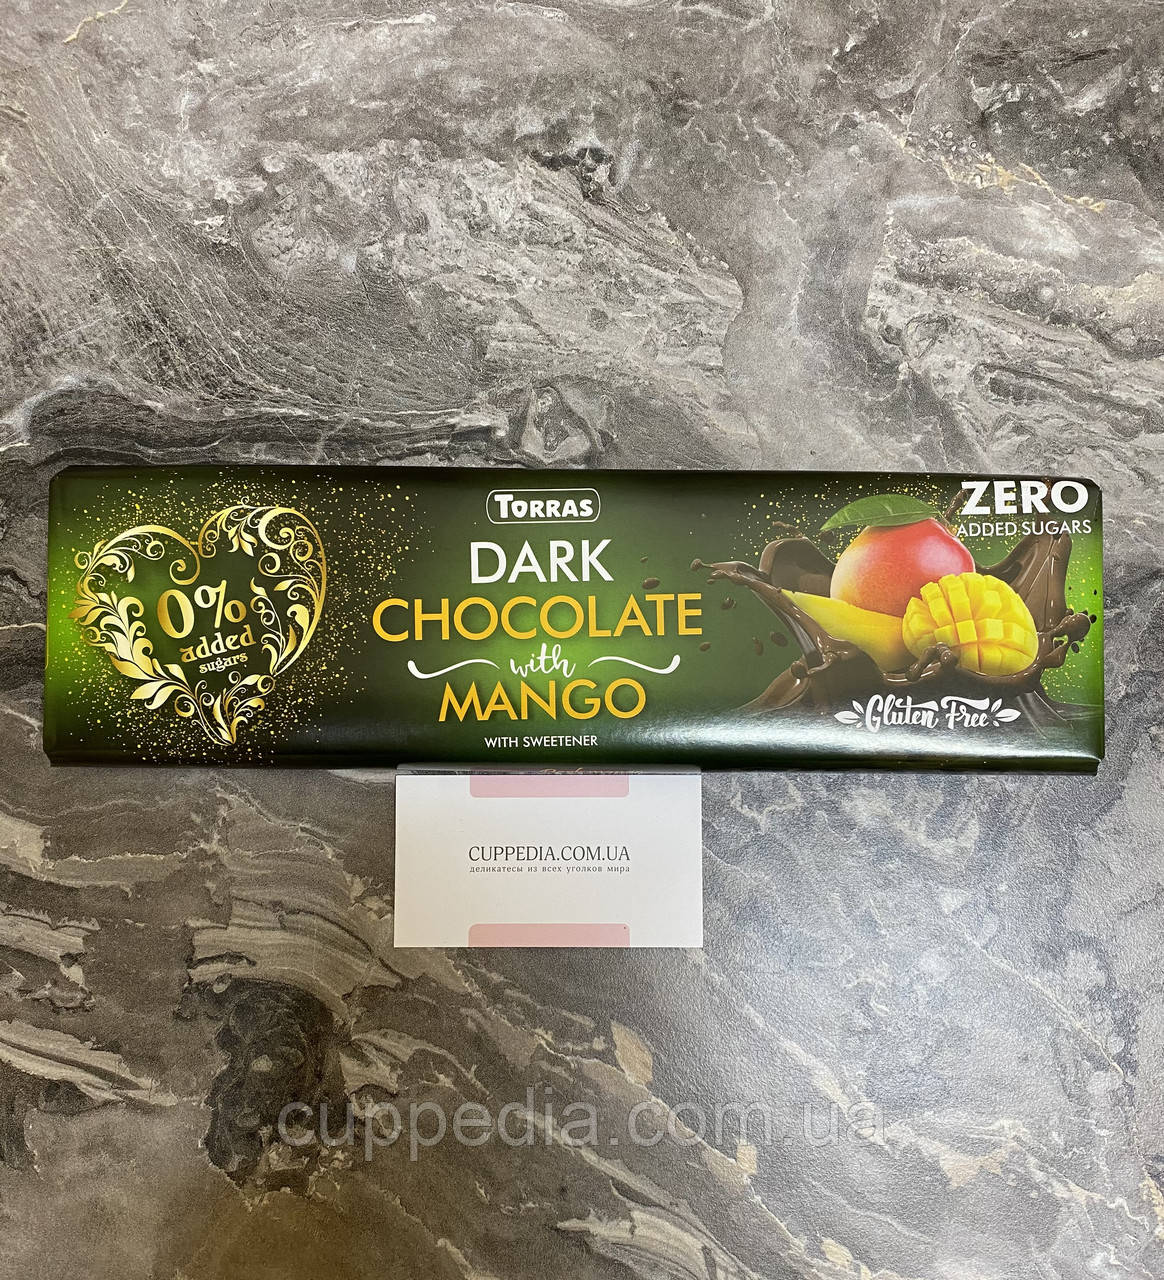 TORRAS
DARK
CHOCOLATE
with
MANGO
WITH SWEETENER
0%
added
sugars
ZERO
ADDED SUGARS
Gluten Free
CUPPEDIA.COM.UA
деликатесы из всех уголков мира
cuppedia.com.ua